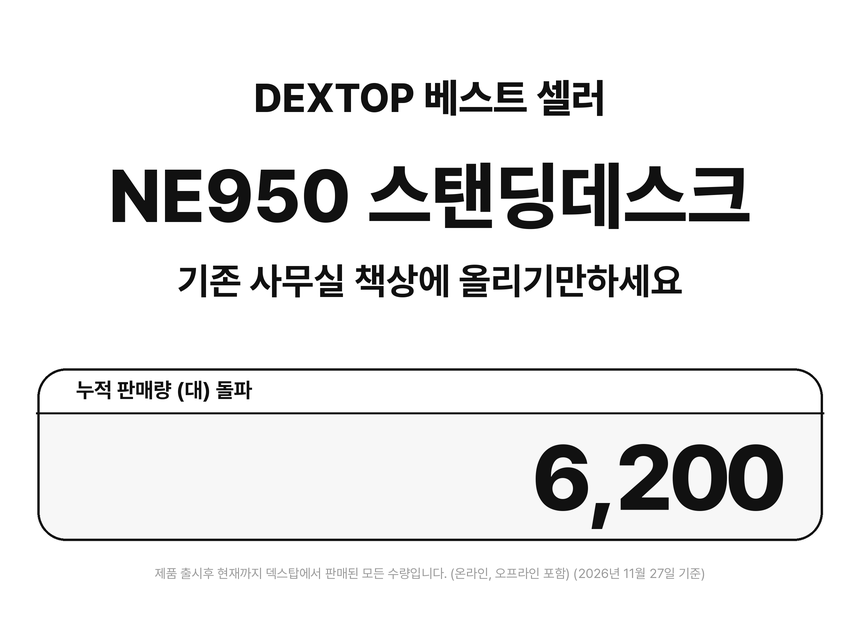 DEXTOP 베스트 셀러
NE950 스탠딩데스크
기존 사무실 책상에 올리기만하세요
누적 판매량 (대) 돌파
6,200
제품 출시후 현재까지 덱스탑에서 판매된 모든 수량입니다. (온라인, 오프라인 포함) (2026년 11월 27일 기준)